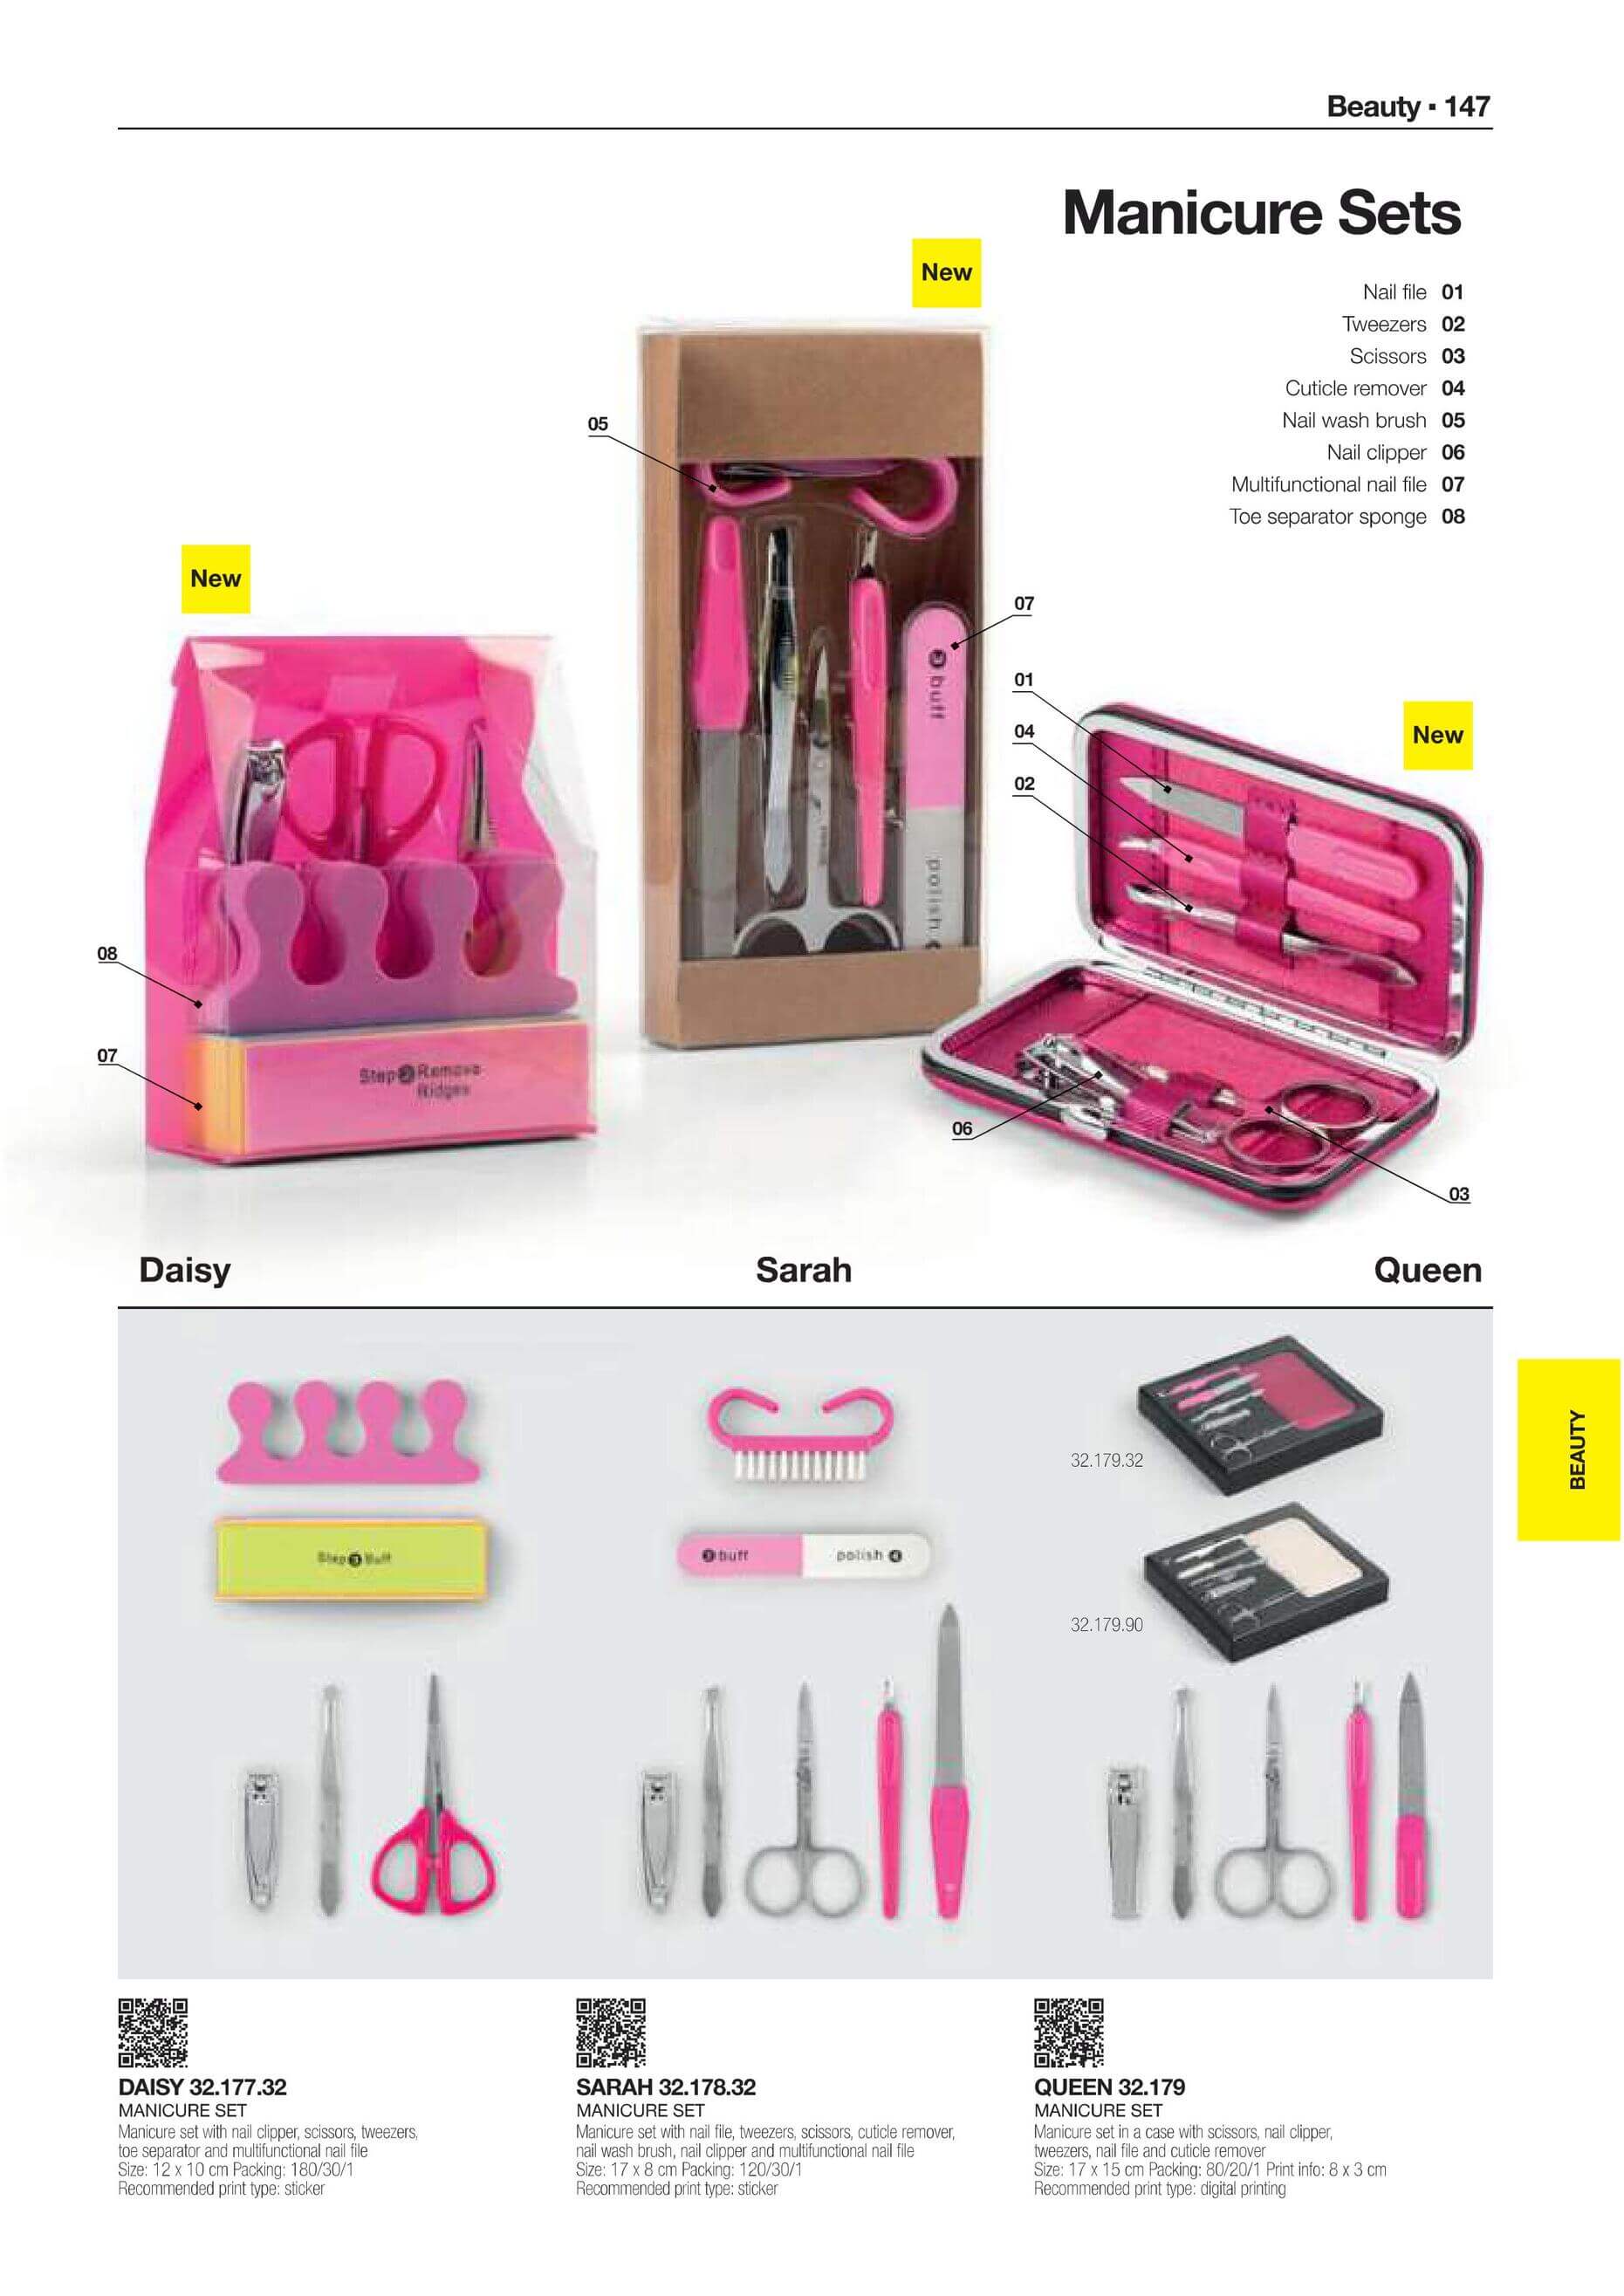 Beauty ▪ 147
Manicure Sets
New
Nail file 01
Tweezers 02
Scissors 03
Cuticle remover 04
Nail wash brush 05
Nail clipper 06
Multifunctional nail file 07
Toe separator sponge 08
05
New
07
3 buff
polish
01
04
02
New
08
07
Step 2 Remove
Ridges
06
03
Daisy
Sarah
Queen
32.179.32
BEAUTY
Step 3 Buff
3 buff
polish 4
32.179.90
DAISY 32.177.32
MANICURE SET
Manicure set with nail clipper, scissors, tweezers,
toe separator and multifunctional nail file
Size: 12 x 10 cm Packing: 180/30/1
Recommended print type: sticker
SARAH 32.178.32
MANICURE SET
Manicure set with nail file, tweezers, scissors, cuticle remover,
nail wash brush, nail clipper and multifunctional nail file
Size: 17 x 8 cm Packing: 120/30/1
Recommended print type: sticker
QUEEN 32.179
MANICURE SET
Manicure set in a case with scissors, nail clipper,
tweezers, nail file and cuticle remover
Size: 17 x 15 cm Packing: 80/20/1 Print info: 8 x 3 cm
Recommended print type: digital printing